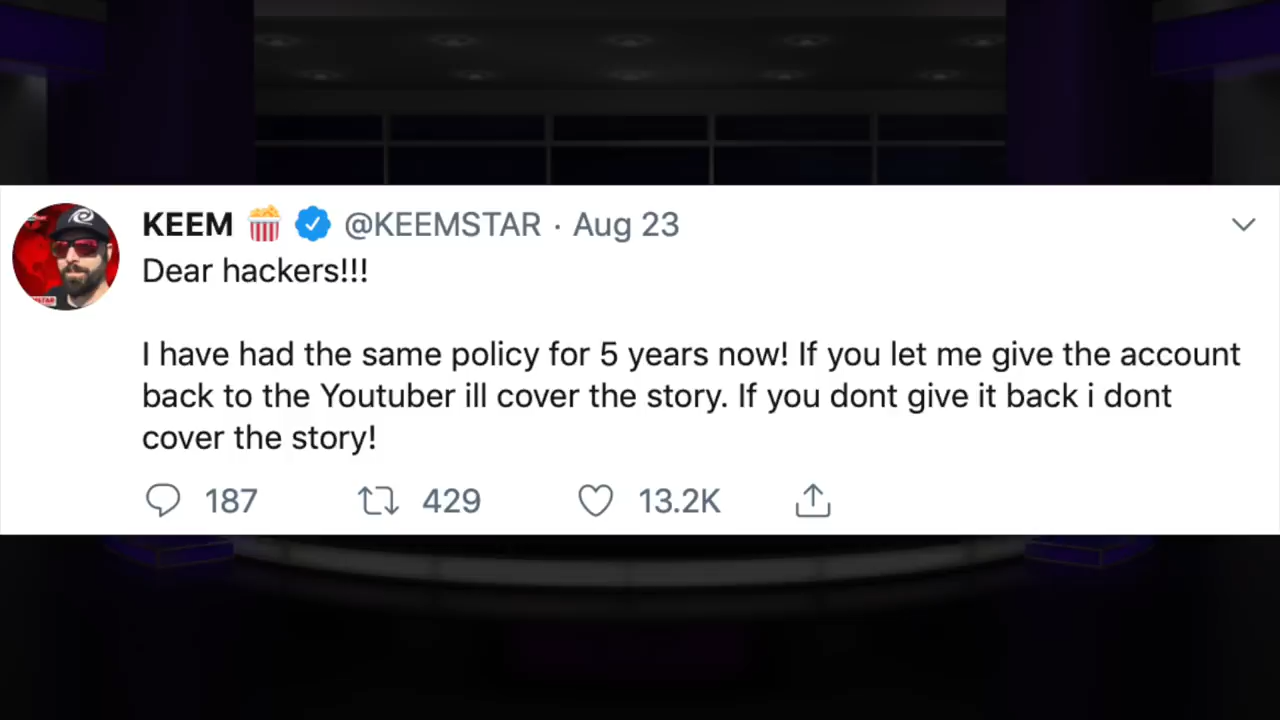 KEEM 🍿 @KEEMSTAR · Aug 23
Dear hackers!!!
I have had the same policy for 5 years now! If you let me give the account
back to the Youtuber ill cover the story. If you dont give it back i dont
cover the story!
187 429 13.2K